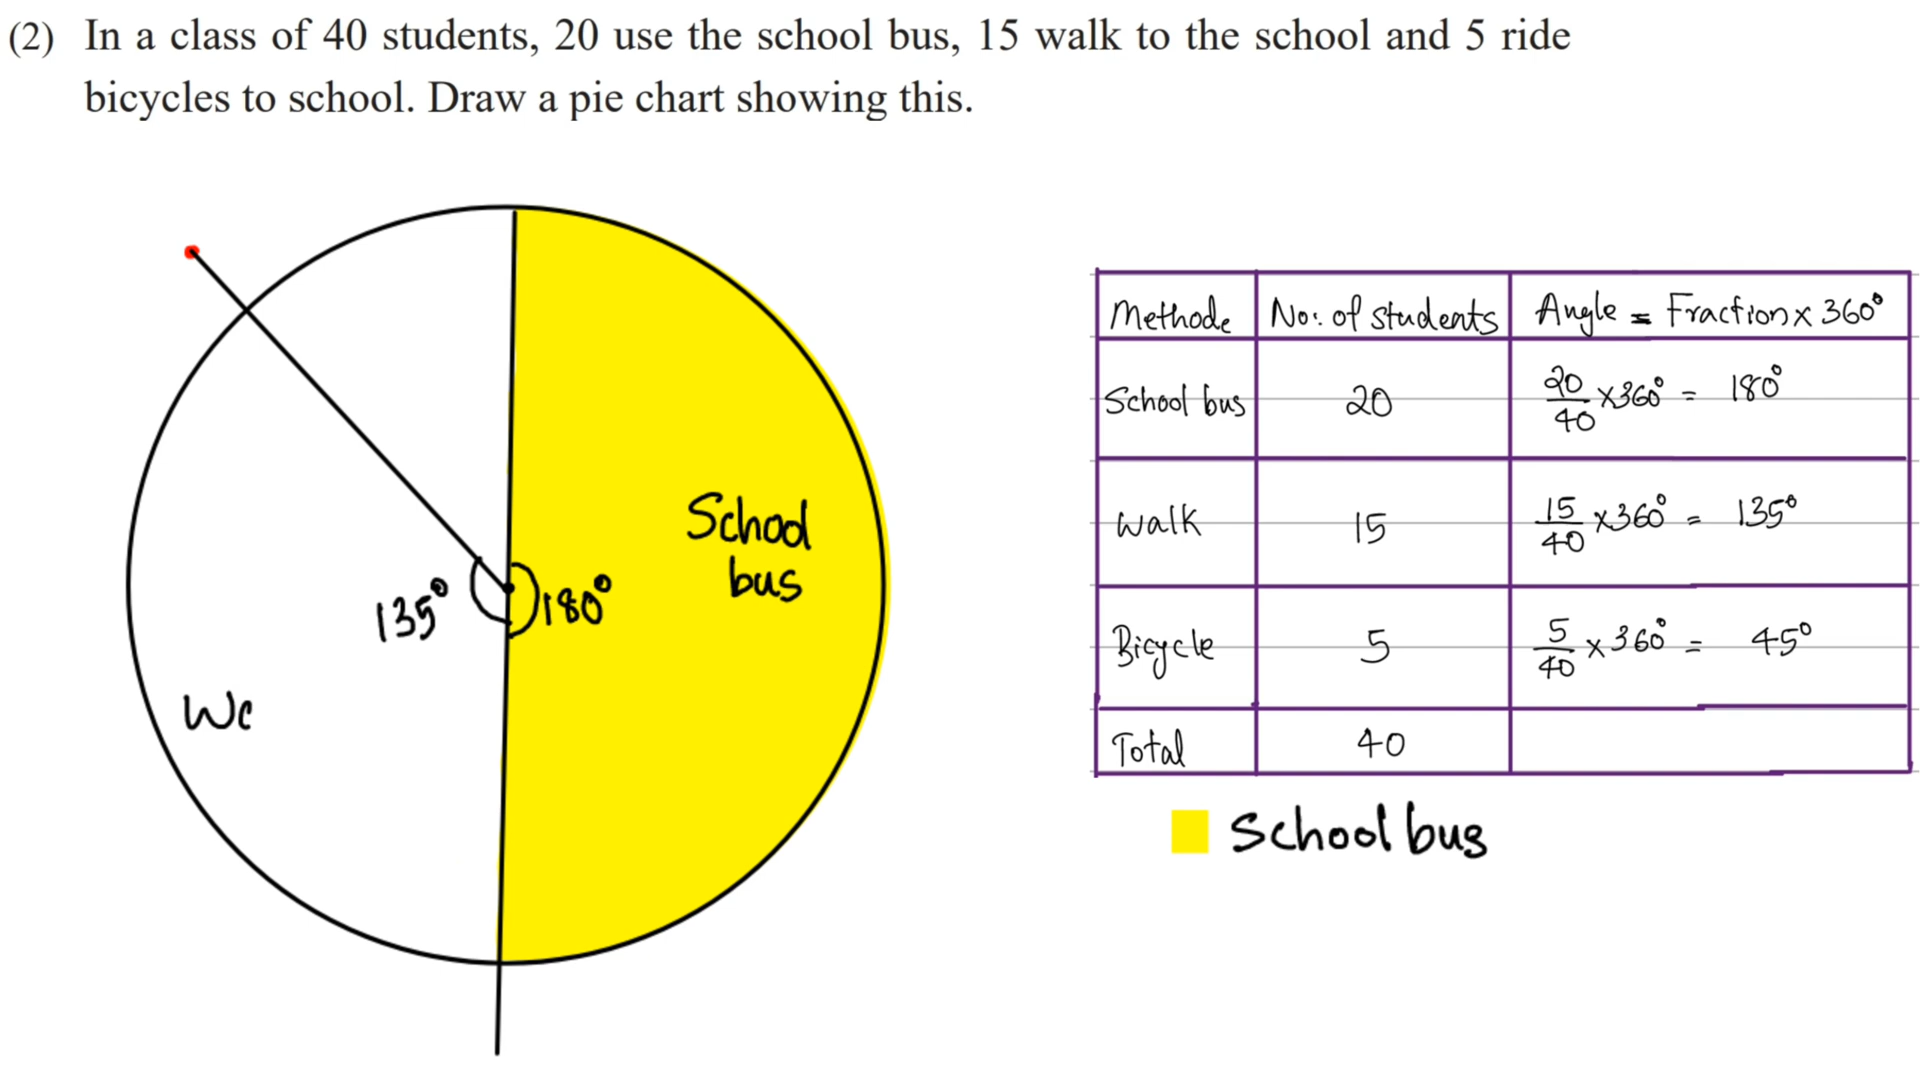 (2) In a class of 40 students, 20 use the school bus, 15 walk to the school and 5 ride
bicycles to school. Draw a pie chart showing this.
School
bus
135° 180°
Wc
Methode No: of students Angle = Fraction x 360°
School bus 20 20/40 x 360° = 180°
Walk 15 15/40 x 360° = 135°
Bicycle 5 5/40 x 360° = 45°
Total 40
School bus